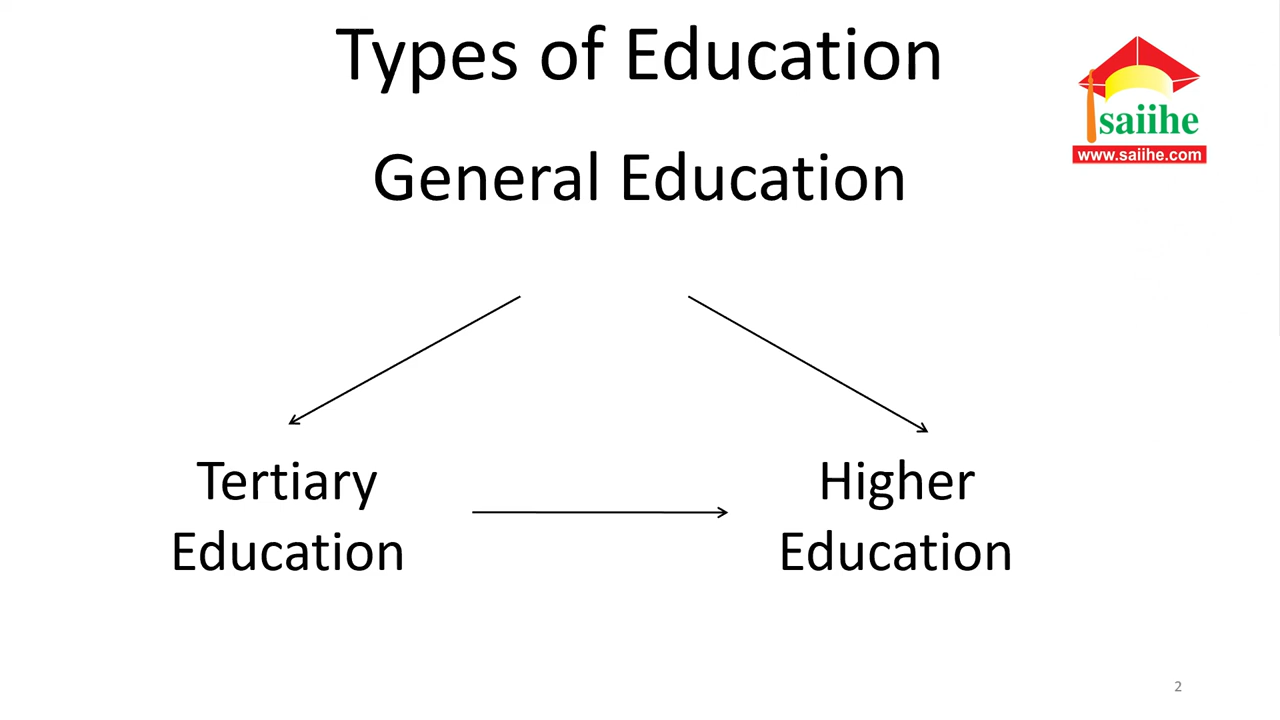 Types of Education
saiihe
www.saiihe.com
General Education
Tertiary
Education
Higher
Education
2